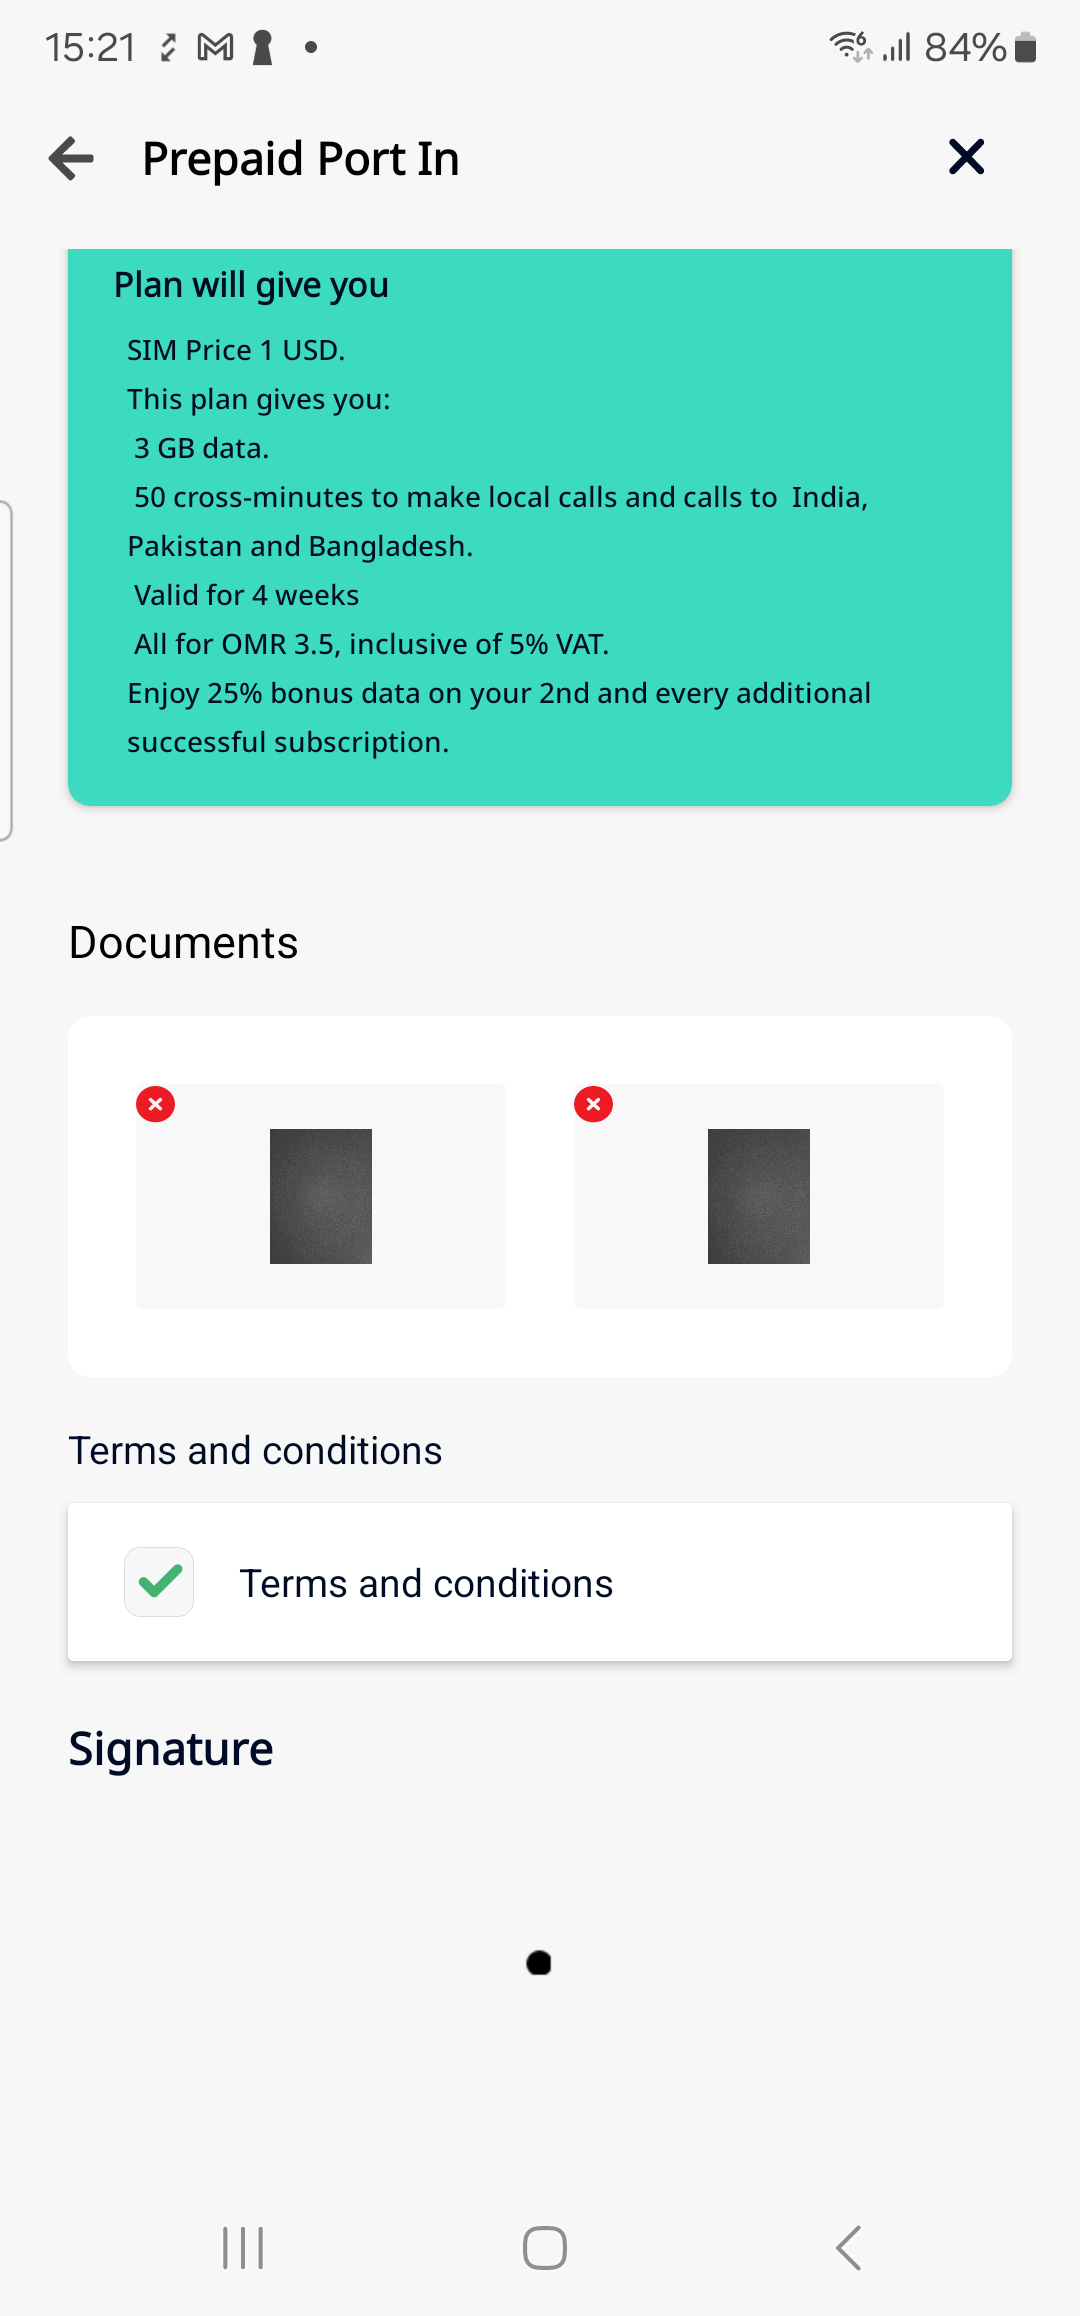 15:21
84%
Prepaid Port In
Plan will give you
SIM Price 1 USD.
This plan gives you:
3 GB data.
50 cross-minutes to make local calls and calls to  India,
Pakistan and Bangladesh.
Valid for 4 weeks
All for OMR 3.5, inclusive of 5% VAT.
Enjoy 25% bonus data on your 2nd and every additional
successful subscription.
Documents
Terms and conditions
Terms and conditions
Signature